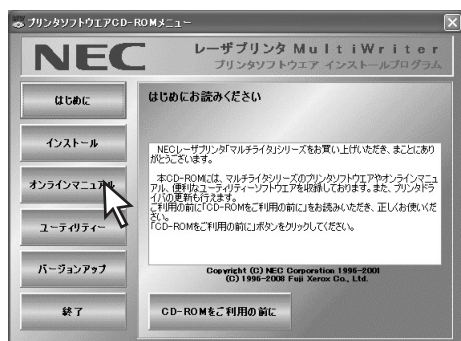 プリンタソフトウエアCD-ROMメニュー
NEC
レーザプリンタ MultiWriter
プリンタソフトウエア インストールプログラム
はじめに
インストール
オンラインマニュアル
ユーティリティー
バージョンアップ
終了
はじめにお読みください
NECレーザプリンタ「マルチライタ」シリーズをお買い上げいただき、まことにあり
がとうございます。
本CD-ROMには、マルチライタシリーズのプリンタソフトウエアやオンラインマニュ
アル、便利なユーティリティーソフトウエアを収録しております。また、プリンタドラ
イバの更新も行えます。
ご利用の前に「CD-ROMをご利用の前に」をお読みいただき、正しくお使いくだ
さい。
「CD-ROMをご利用の前に」ボタンをクリックしてください。
Copyright (C) NEC Corporation 1996-2001
(C) 1996-2008 Fuji Xerox Co., Ltd.
CD-ROMをご利用の前に